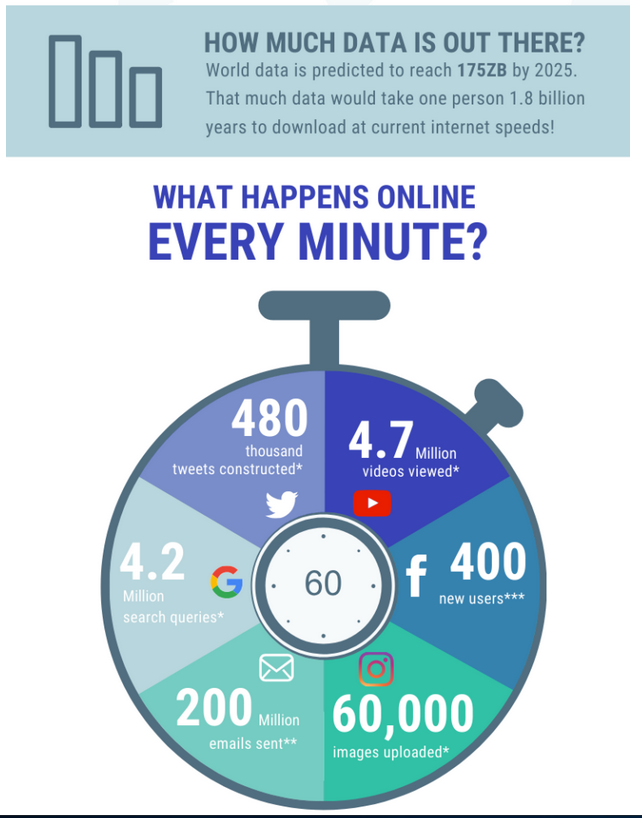 HOW MUCH DATA IS OUT THERE?
World data is predicted to reach 175ZB by 2025.
That much data would take one person 1.8 billion
years to download at current internet speeds!
WHAT HAPPENS ONLINE
EVERY MINUTE?
480
thousand
tweets constructed*
4.7 Million
videos viewed*
4.2
Million
search queries*
60
400
new users***
200 Million
emails sent**
60,000
images uploaded*